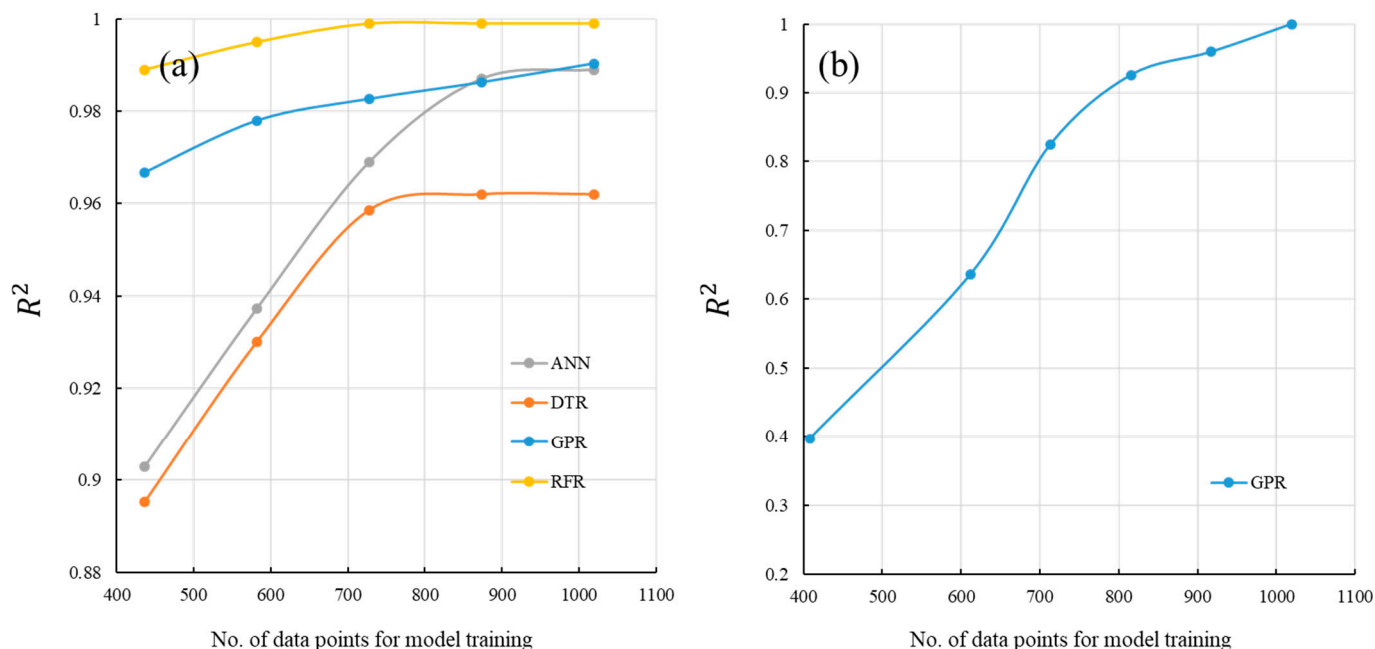 (a)
1
0.98
0.96
0.94
0.92
0.9
0.88
R²
400 500 600 700 800 900 1000 1100
No. of data points for model training
ANN
DTR
GPR
RFR
(b)
1
0.9
0.8
0.7
0.6
0.5
0.4
0.3
0.2
R²
400 500 600 700 800 900 1000 1100
No. of data points for model training
GPR